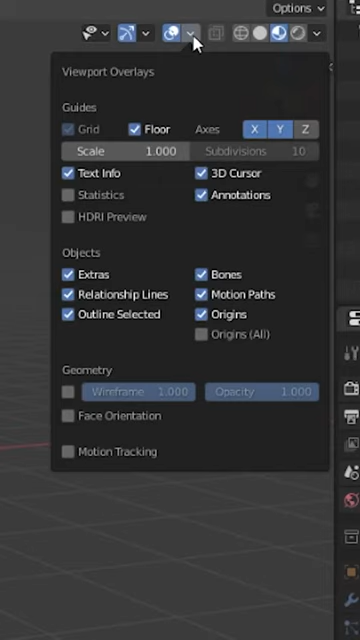 Options
Viewport Overlays
Guides
Grid Floor Axes X Y Z
Scale 1.000 Subdivisions 10
Text Info 3D Cursor
Statistics Annotations
HDRI Preview
Objects
Extras Bones
Relationship Lines Motion Paths
Outline Selected Origins
Origins (All)
Geometry
Wireframe 1.000 Opacity 1.000
Face Orientation
Motion Tracking